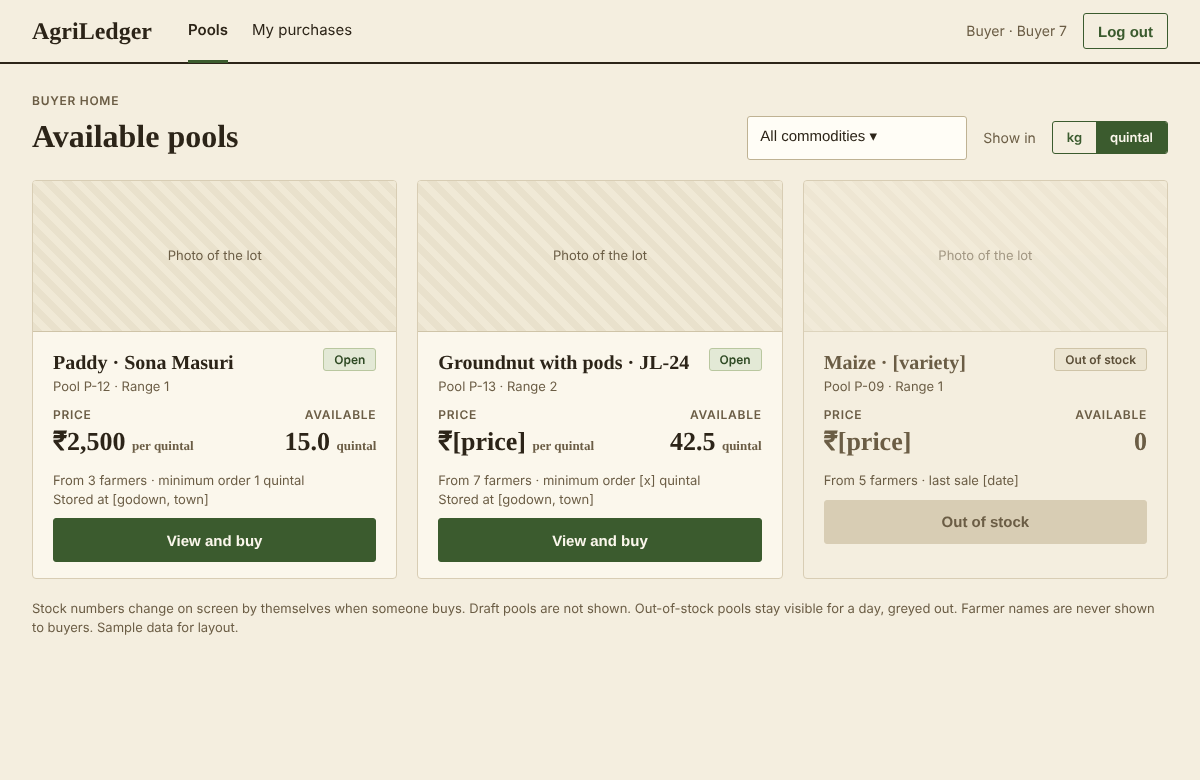 AgriLedger
Pools
My purchases
Buyer · Buyer 7
Log out
BUYER HOME
Available pools
All commodities ▾
Show in
kg
quintal
Photo of the lot
Paddy · Sona Masuri
Open
Pool P-12 · Range 1
PRICE
AVAILABLE
₹2,500 per quintal
15.0 quintal
From 3 farmers · minimum order 1 quintal
Stored at [godown, town]
View and buy
Photo of the lot
Groundnut with pods · JL-24
Open
Pool P-13 · Range 2
PRICE
AVAILABLE
₹[price] per quintal
42.5 quintal
From 7 farmers · minimum order [x] quintal
Stored at [godown, town]
View and buy
Photo of the lot
Maize · [variety]
Out of stock
Pool P-09 · Range 1
PRICE
AVAILABLE
₹[price]
0
From 5 farmers · last sale [date]
Out of stock
Stock numbers change on screen by themselves when someone buys. Draft pools are not shown. Out-of-stock pools stay visible for a day, greyed out. Farmer names are never shown
to buyers. Sample data for layout.